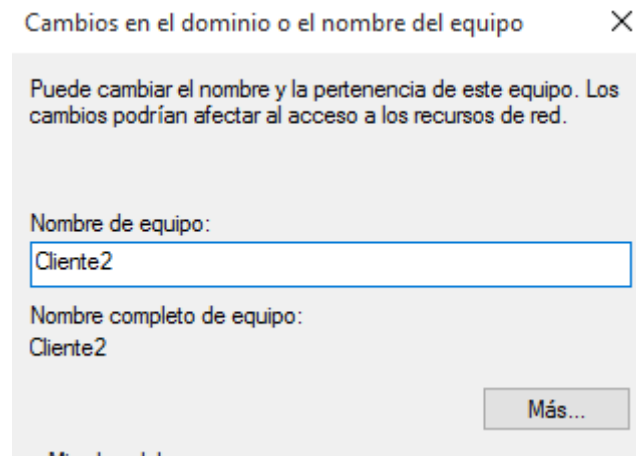 Cambios en el dominio o el nombre del equipo
Puede cambiar el nombre y la pertenencia de este equipo. Los
cambios podrían afectar al acceso a los recursos de red.
Nombre de equipo:
Cliente2
Nombre completo de equipo:
Cliente2
Más...